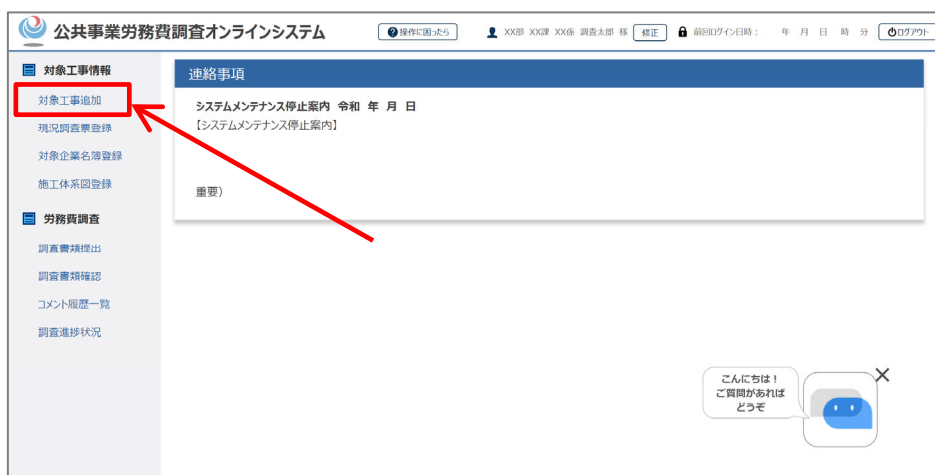 公共事業労務費調査オンラインシステム
操作に困ったら
XX部 XX課 XX係 調査太郎 様
修正
前回ログイン日時： 年 月 日 時 分
ログアウト
対象工事情報
対象工事追加
現況調査票登録
対象企業名簿登録
施工体系図登録
労務費調査
調査書類提出
調査書類確認
コメント履歴一覧
調査進捗状況
連絡事項
システムメンテナンス停止案内 令和 年 月 日
【システムメンテナンス停止案内】
重要）
こんにちは！
ご質問があれば
どうぞ